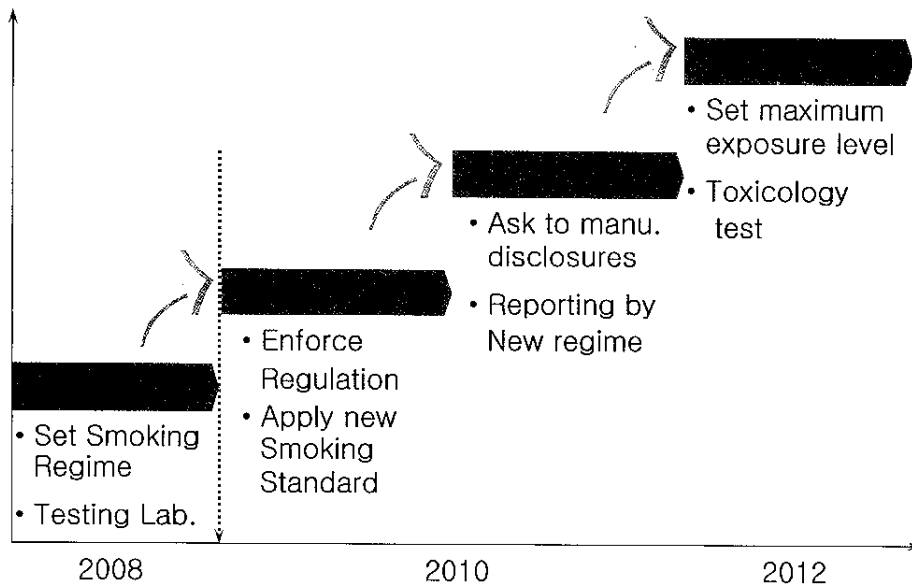 • Set maximum
exposure level
• Toxicology
test
• Ask to manu.
disclosures
• Reporting by
New regime
• Enforce
Regulation
• Apply new
Smoking
Standard
• Set Smoking
Regime
• Testing Lab.
2008
2010
2012